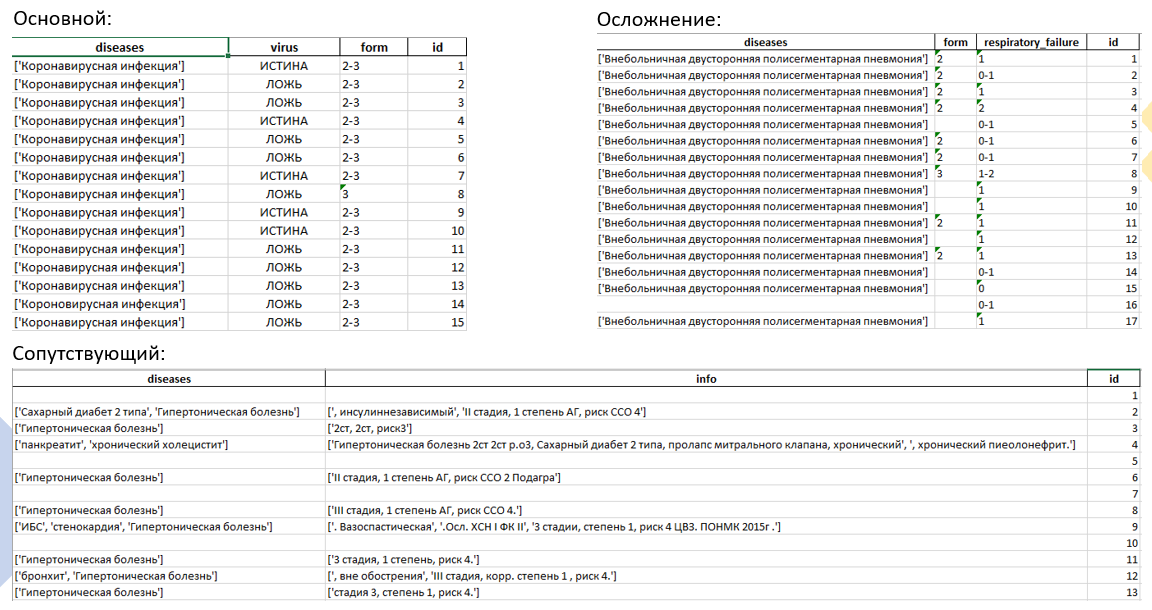 Основной:
diseases virus form id
['Коронавирусная инфекция'] ИСТИНА 2-3 1
['Коронавирусная инфекция'] ЛОЖЬ 2-3 2
['Коронавирусная инфекция'] ЛОЖЬ 2-3 3
['Коронавирусная инфекция'] ИСТИНА 2-3 4
['Коронавирусная инфекция'] ЛОЖЬ 2-3 5
['Коронавирусная инфекция'] ЛОЖЬ 2-3 6
['Коронавирусная инфекция'] ИСТИНА 2-3 7
['Коронавирусная инфекция'] ЛОЖЬ 3 8
['Коронавирусная инфекция'] ИСТИНА 2-3 9
['Коронавирусная инфекция'] ИСТИНА 2-3 10
['Коронавирусная инфекция'] ЛОЖЬ 2-3 11
['Коронавирусная инфекция'] ЛОЖЬ 2-3 12
['Коронавирусная инфекция'] ЛОЖЬ 2-3 13
['Короновирусная инфекция'] ЛОЖЬ 2-3 14
['Коронавирусная инфекция'] ЛОЖЬ 2-3 15
Осложнение:
diseases form respiratory_failure id
['Внебольничная двусторонняя полисегментарная пневмония'] 2 1 1
['Внебольничная двусторонняя полисегментарная пневмония'] 2 0-1 2
['Внебольничная двусторонняя полисегментарная пневмония'] 2 1 3
['Внебольничная двусторонняя полисегментарная пневмония'] 2 2 4
['Внебольничная двусторонняя полисегментарная пневмония'] 0-1 5
['Внебольничная двусторонняя полисегментарная пневмония'] 2 0-1 6
['Внебольничная двусторонняя полисегментарная пневмония'] 2 0-1 7
['Внебольничная двусторонняя полисегментарная пневмония'] 3 1-2 8
['Внебольничная двусторонняя полисегментарная пневмония'] 1 9
['Внебольничная двусторонняя полисегментарная пневмония'] 1 10
['Внебольничная двусторонняя полисегментарная пневмония'] 2 1 11
['Внебольничная двусторонняя полисегментарная пневмония'] 1 12
['Внебольничная двусторонняя полисегментарная пневмония'] 2 1 13
['Внебольничная двусторонняя полисегментарная пневмония'] 0-1 14
['Внебольничная двусторонняя полисегментарная пневмония'] 0 15
0-1 16
['Внебольничная двусторонняя полисегментарная пневмония'] 1 17
Сопутствующий:
diseases info id
1
['Сахарный диабет 2 типа', 'Гипертоническая болезнь'] [', инсулиннезависимый', 'II стадия, 1 степень АГ, риск ССО 4'] 2
['Гипертоническая болезнь'] ['2ст, 2ст, риск3'] 3
['панкреатит', 'хронический холецистит'] ['Гипертоническая болезнь 2ст 2ст р.о3, Сахарный диабет 2 типа, пролапс митрального клапана, хронический', ', хронический пиеолонефрит.'] 4
5
['Гипертоническая болезнь'] ['II стадия, 1 степень АГ, риск ССО 2 Подагра'] 6
7
['Гипертоническая болезнь'] ['III стадия, 1 степень АГ, риск ССО 4.'] 8
['ИБС', 'стенокардия', 'Гипертоническая болезнь'] ['. Вазоспастическая', '.Осл. ХСН I ФК II', '3 стадии, степень 1, риск 4 ЦВЗ. ПОНМК 2015г .'] 9
10
['Гипертоническая болезнь'] ['3 стадия, 1 степень, риск 4.'] 11
['бронхит', 'Гипертоническая болезнь'] [', вне обострения', 'III стадия, корр. степень 1 , риск 4.'] 12
['Гипертоническая болезнь'] ['стадия 3, степень 1, риск 4.'] 13